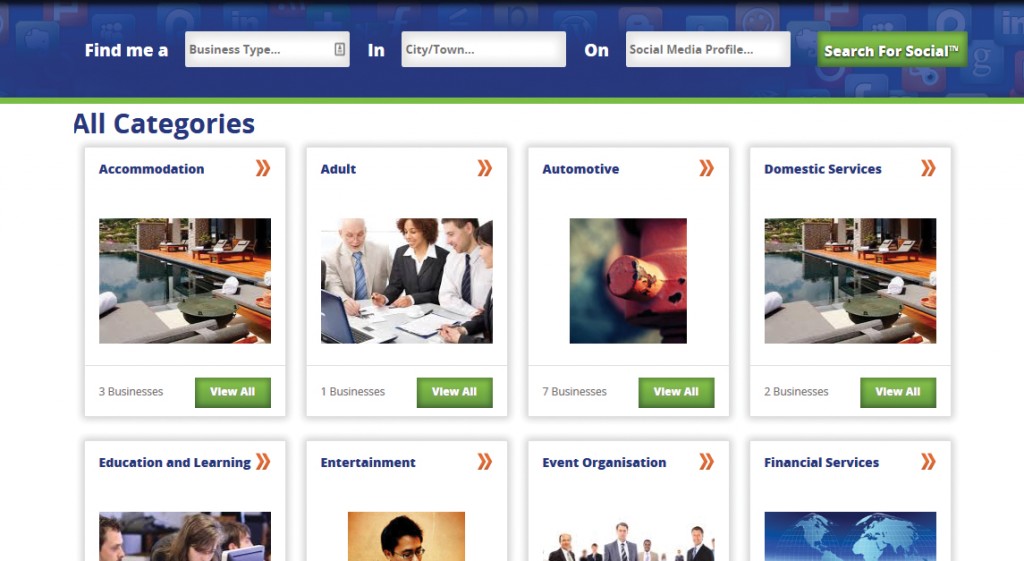 Find me a Business Type... In City/Town... On Social Media Profile... Search For Social™
All Categories
Accommodation Adult Automotive Domestic Services
3 Businesses View All 1 Businesses View All 7 Businesses View All 2 Businesses View All
Education and Learning Entertainment Event Organisation Financial Services